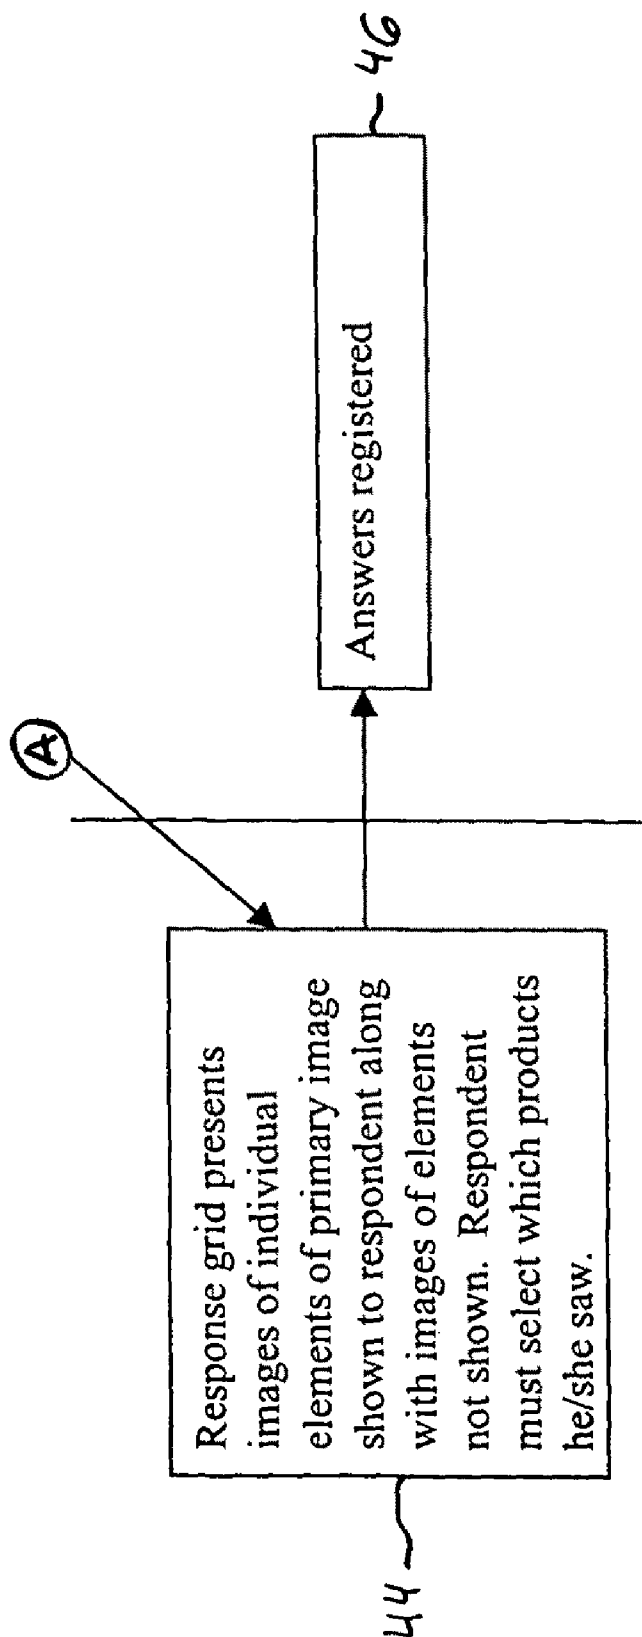 A
Response grid presents
images of individual
elements of primary image
shown to respondent along
with images of elements
not shown. Respondent
must select which products
he/she saw.
44
Answers registered
46